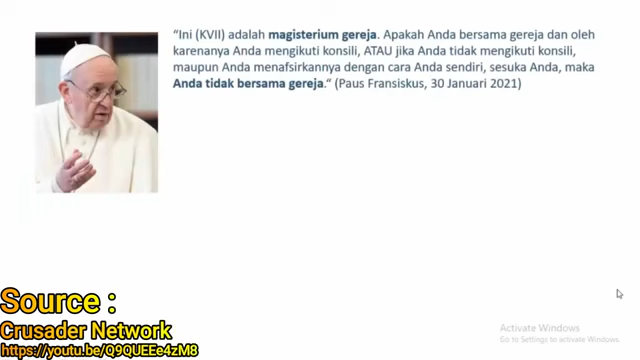 “Ini (KVII) adalah magisterium gereja. Apakah Anda bersama gereja dan oleh
karenanya Anda mengikuti konsili, ATAU jika Anda tidak mengikuti konsili,
maupun Anda menafsirkannya dengan cara Anda sendiri, sesuka Anda, maka
Anda tidak bersama gereja.“ (Paus Fransiskus, 30 Januari 2021)
Source :
Crusader Network
https://youtu.be/Q9QUEEe4zM8
Activate Windows
Go to Settings to activate Windows.